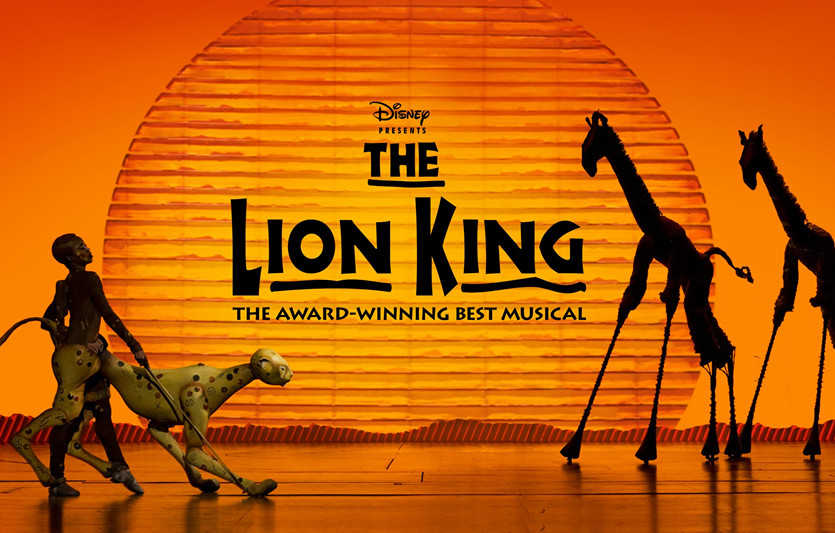 Disney
PRESENTS
THE
LION KING
THE AWARD-WINNING BEST MUSICAL